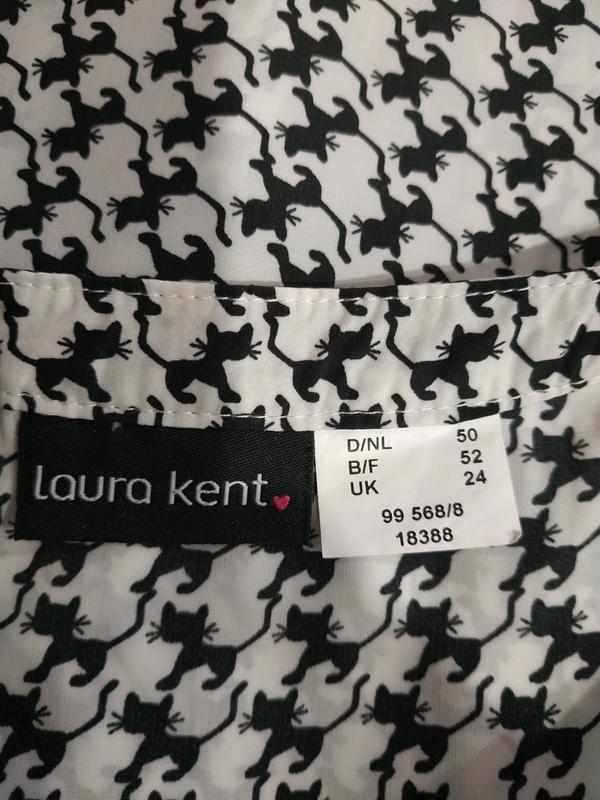 laura kent
D/NL 50
B/F 52
UK 24
99 568/8
18388